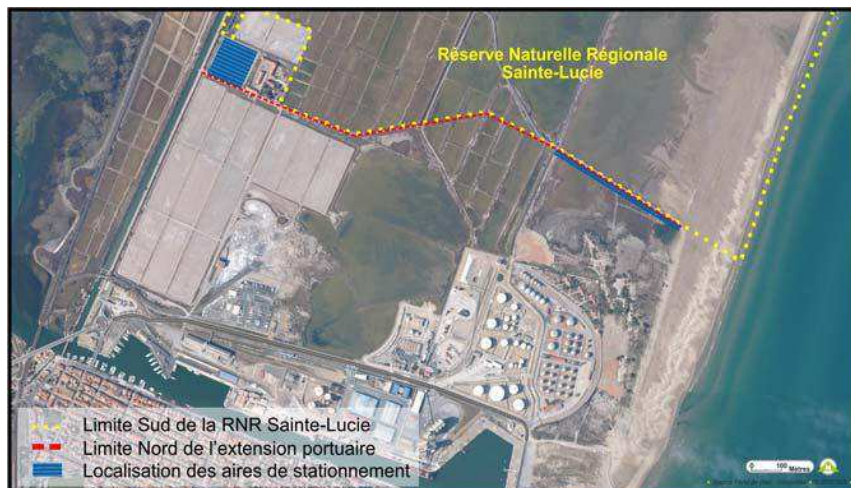 Réserve Naturelle Régionale
Sainte-Lucie
Limite Sud de la RNR Sainte-Lucie
Limite Nord de l'extension portuaire
Localisation des aires de stationnement
0 100
Mètres
N